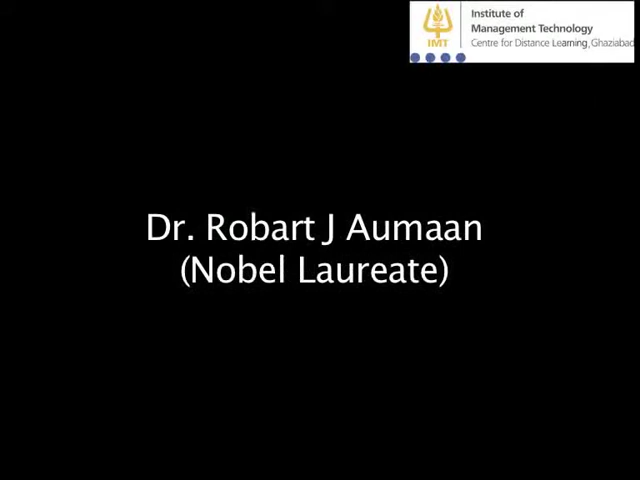 Institute of
Management Technology
Centre for Distance Learning, Ghaziabad
IMT
Dr. Robart J Aumaan
(Nobel Laureate)